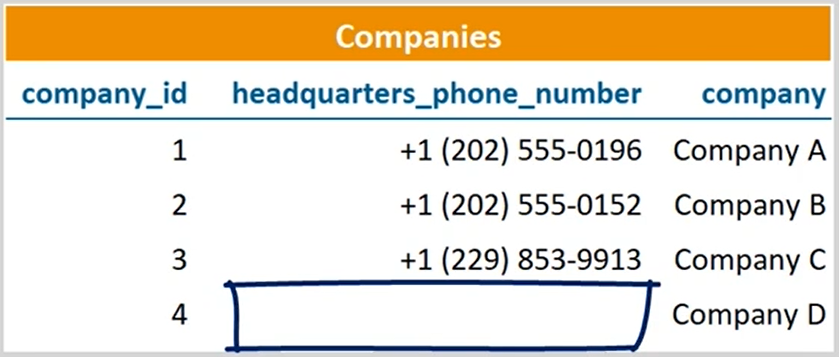 Companies
company_id headquarters_phone_number company
1 +1 (202) 555-0196 Company A
2 +1 (202) 555-0152 Company B
3 +1 (229) 853-9913 Company C
4 Company D